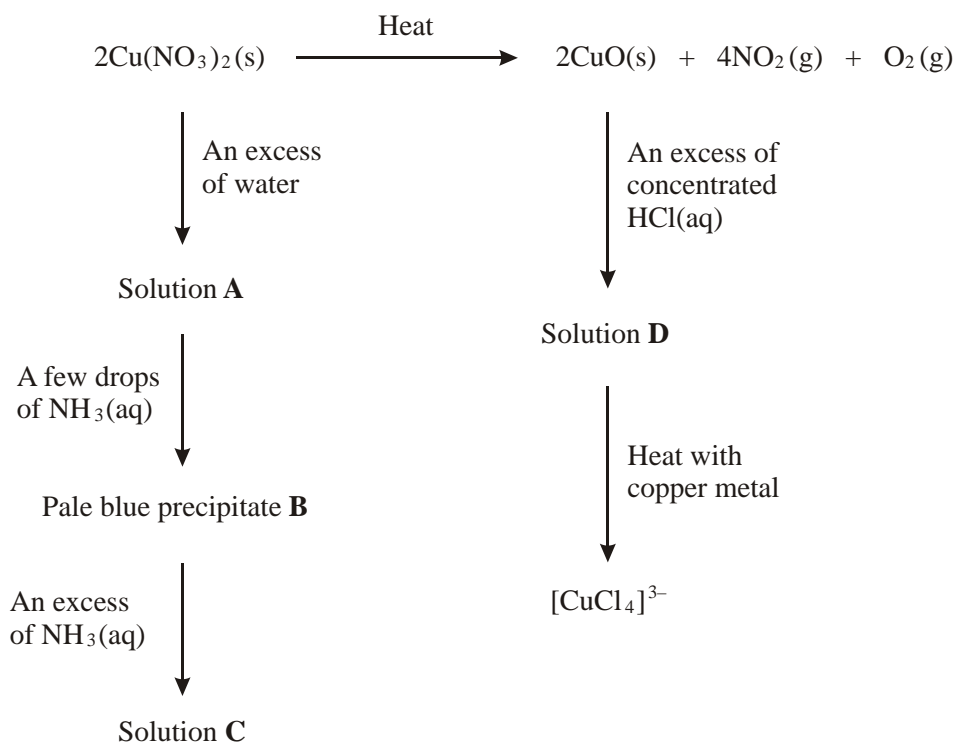 Heat
2Cu(NO₃)₂(s) 2CuO(s) + 4NO₂(g) + O₂(g)
An excess
of water
An excess of
concentrated
HCl(aq)
Solution A
Solution D
A few drops
of NH₃(aq)
Heat with
copper metal
Pale blue precipitate B
[CuCl₄]³⁻
An excess
of NH₃(aq)
Solution C